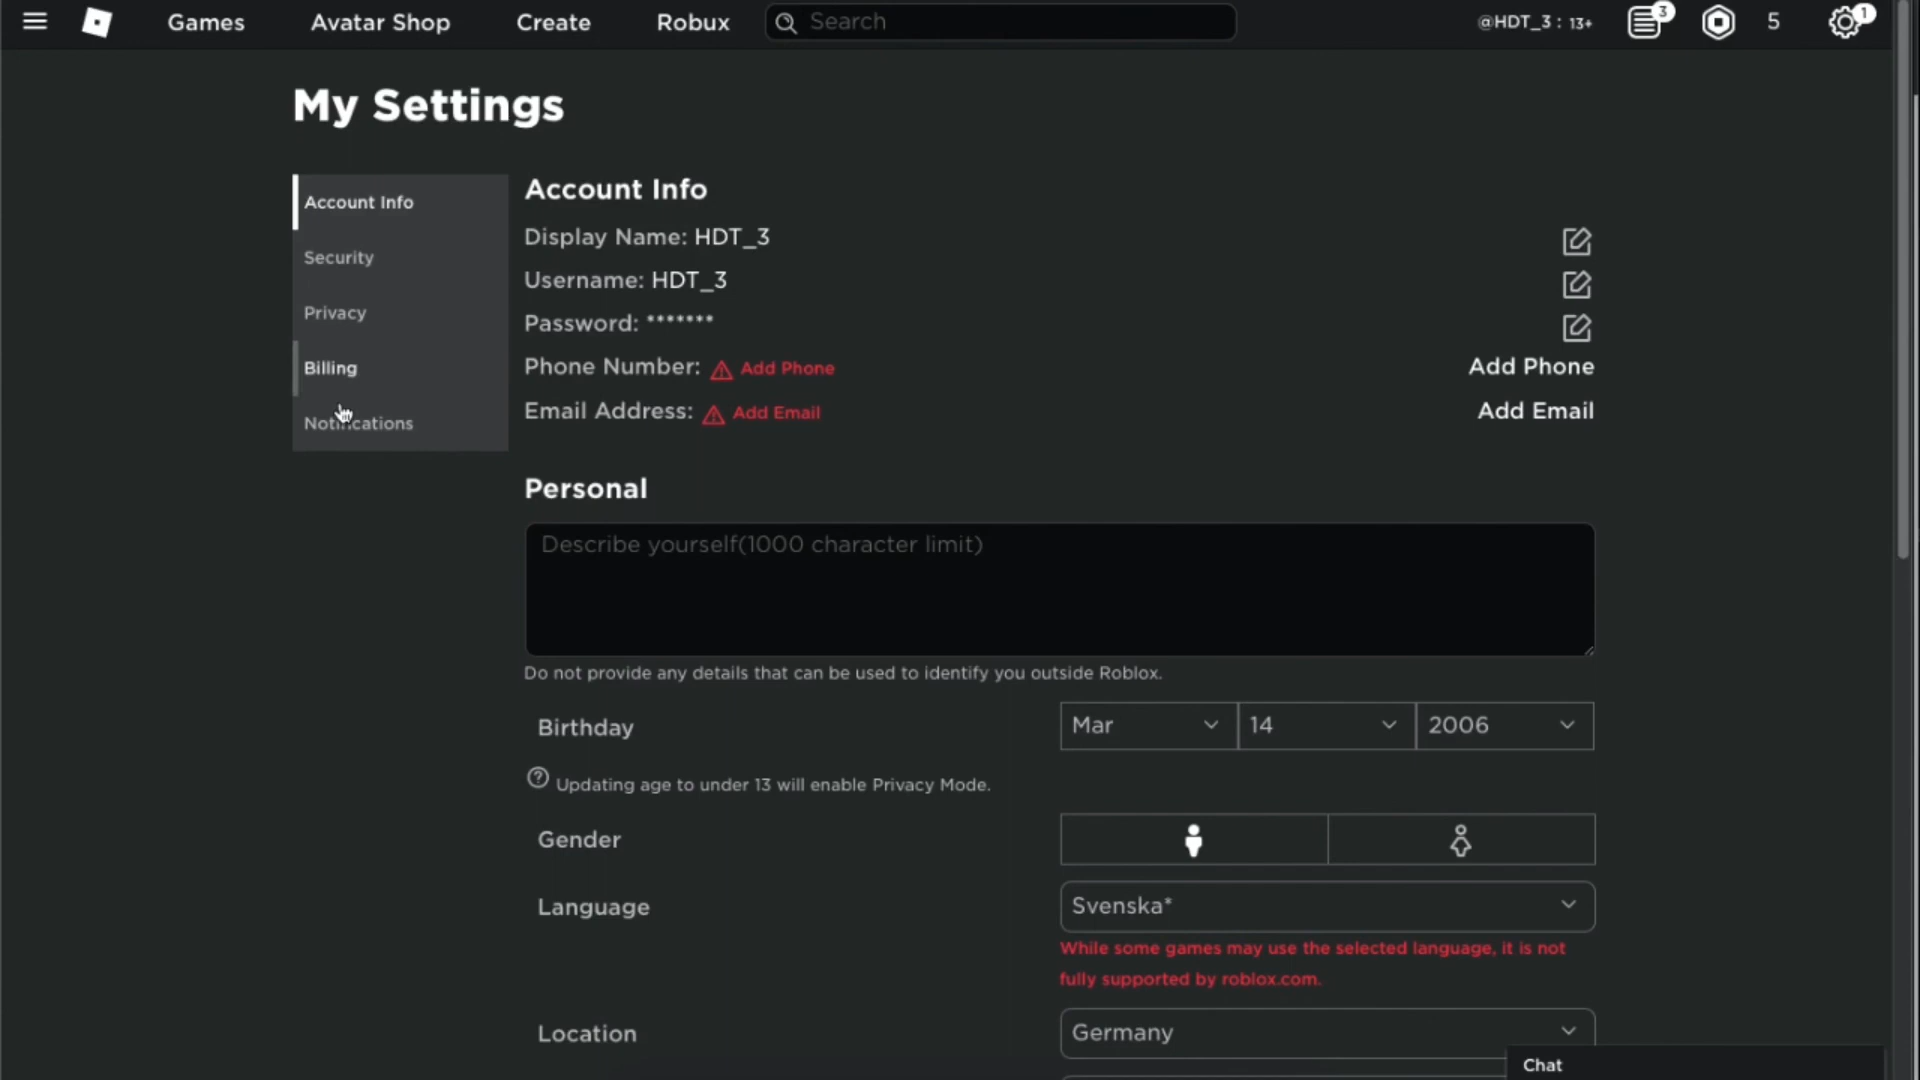 Games Avatar Shop Create Robux Search @HDT_3 : 13+ 3 5 1
My Settings
Account Info
Security
Privacy
Billing
Notifications
Account Info
Display Name: HDT_3
Username: HDT_3
Password: *******
Phone Number: Add Phone Add Phone
Email Address: Add Email Add Email
Personal
Describe yourself(1000 character limit)
Do not provide any details that can be used to identify you outside Roblox.
Birthday Mar 14 2006
Updating age to under 13 will enable Privacy Mode.
Gender
Language Svenska*
While some games may use the selected language, it is not
fully supported by roblox.com.
Location Germany
Chat